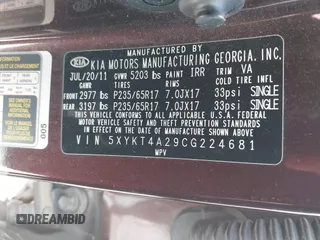 MANUFACTURED BY
KIA KIA MOTORS MANUFACTURING GEORGIA, INC.
JUL/20/11 GVWR 5203 lbs PAINT IRR TRIM VA
GAWR TIRES RIMS COLD TIRE INFL
FRONT 2977 lbs P235/65R17 7.0JX17 33psi SINGLE
REAR 3197 lbs P235/65R17 7.0JX17 33psi SINGLE
THIS VEHICLE CONFORMS TO ALL APPLICABLE
U.S.A. FEDERAL MOTOR VEHICLE SAFETY STANDARDS
IN EFFECT ON THE DATE OF MANUFACTURE SHOWN ABOVE.
VIN 5XYKT4A29CG224681
MPV
005
DREAMBID